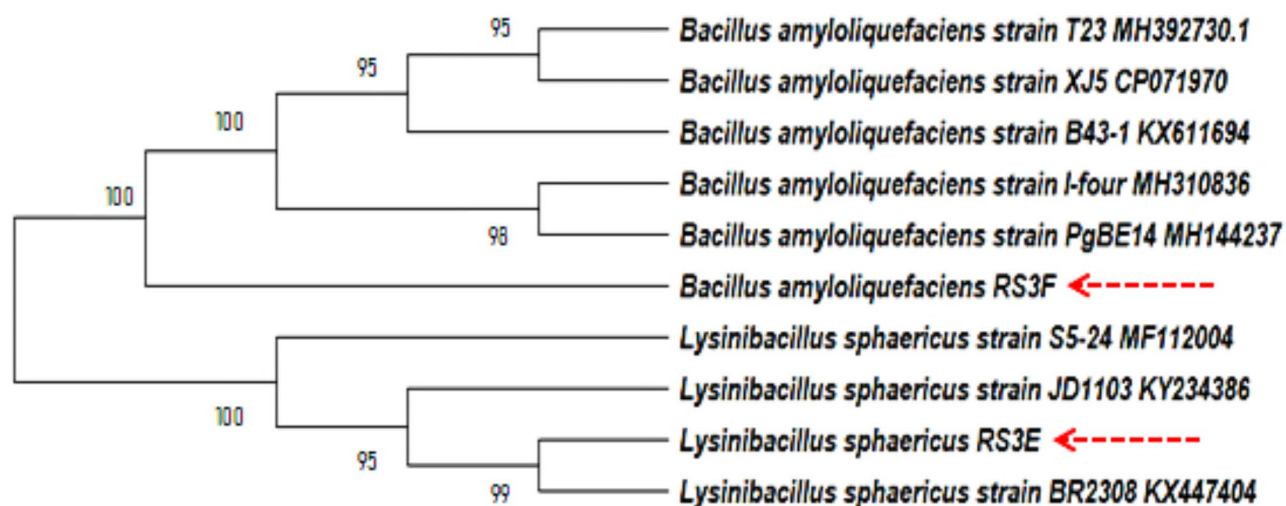 95
Bacillus amyloliquefaciens strain T23 MH392730.1
95
Bacillus amyloliquefaciens strain XJ5 CP071970
100
Bacillus amyloliquefaciens strain B43-1 KX611694
Bacillus amyloliquefaciens strain I-four MH310836
100
98
Bacillus amyloliquefaciens strain PgBE14 MH144237
Bacillus amyloliquefaciens RS3F
Lysinibacillus sphaericus strain S5-24 MF112004
Lysinibacillus sphaericus strain JD1103 KY234386
100
Lysinibacillus sphaericus RS3E
95
99
Lysinibacillus sphaericus strain BR2308 KX447404